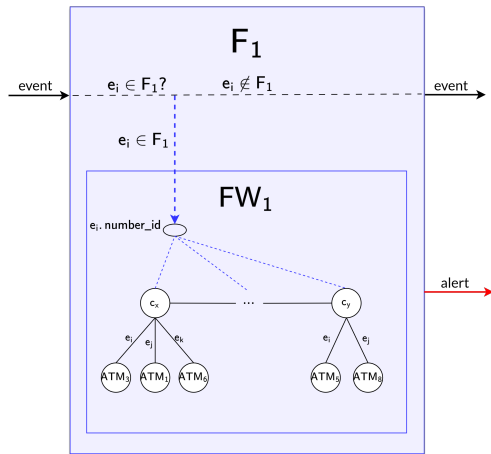 F₁
event
eᵢ ∈ F₁?
eᵢ ∉ F₁
event
eᵢ ∈ F₁
FW₁
eᵢ.number_id
alert
cₓ
...
c_y
eᵢ
eⱼ
eₖ
eᵢ
eⱼ
ATM₃
ATM₁
ATM₆
ATM₅
ATM₈